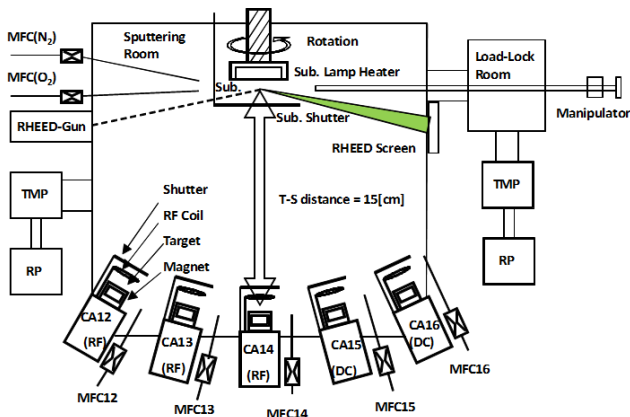 MFC(N₂)
Sputtering
Room
Rotation
Load-Lock
Room
MFC(O₂)
Sub. Lamp Heater
Sub.
Manipulator
RHEED-Gun
Sub. Shutter
RHEED Screen
TMP
TMP
Shutter
RF Coil
T-S distance = 15[cm]
Target
RP
RP
Magnet
CA12
(RF)
CA13
(RF)
CA14
(RF)
CA15
(DC)
CA16
(DC)
MFC12
MFC13
MFC14
MFC15
MFC16